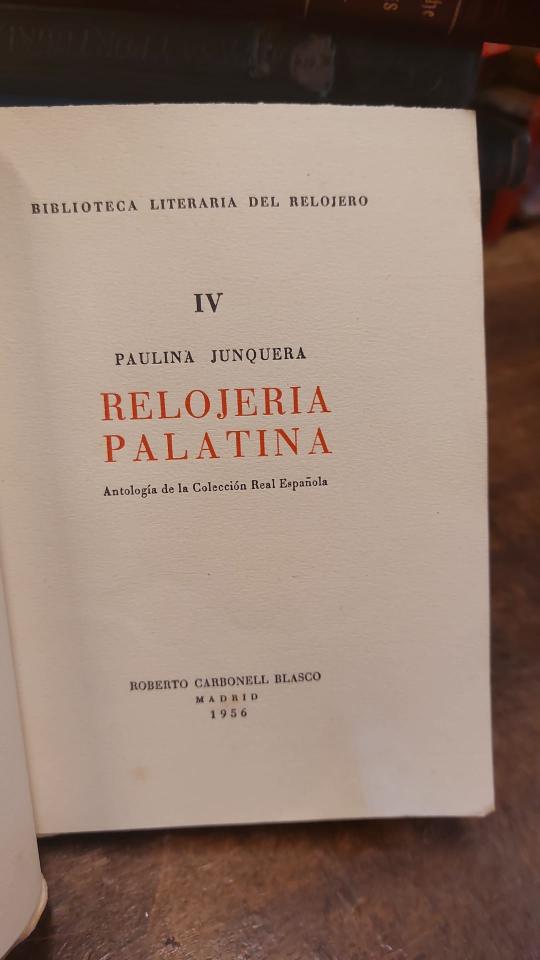 BIBLIOTECA LITERARIA DEL RELOJERO
IV
PAULINA JUNQUERA
RELOJERIA
PALATINA
Antología de la Colección Real Española
ROBERTO CARBONELL BLASCO
MADRID
1956